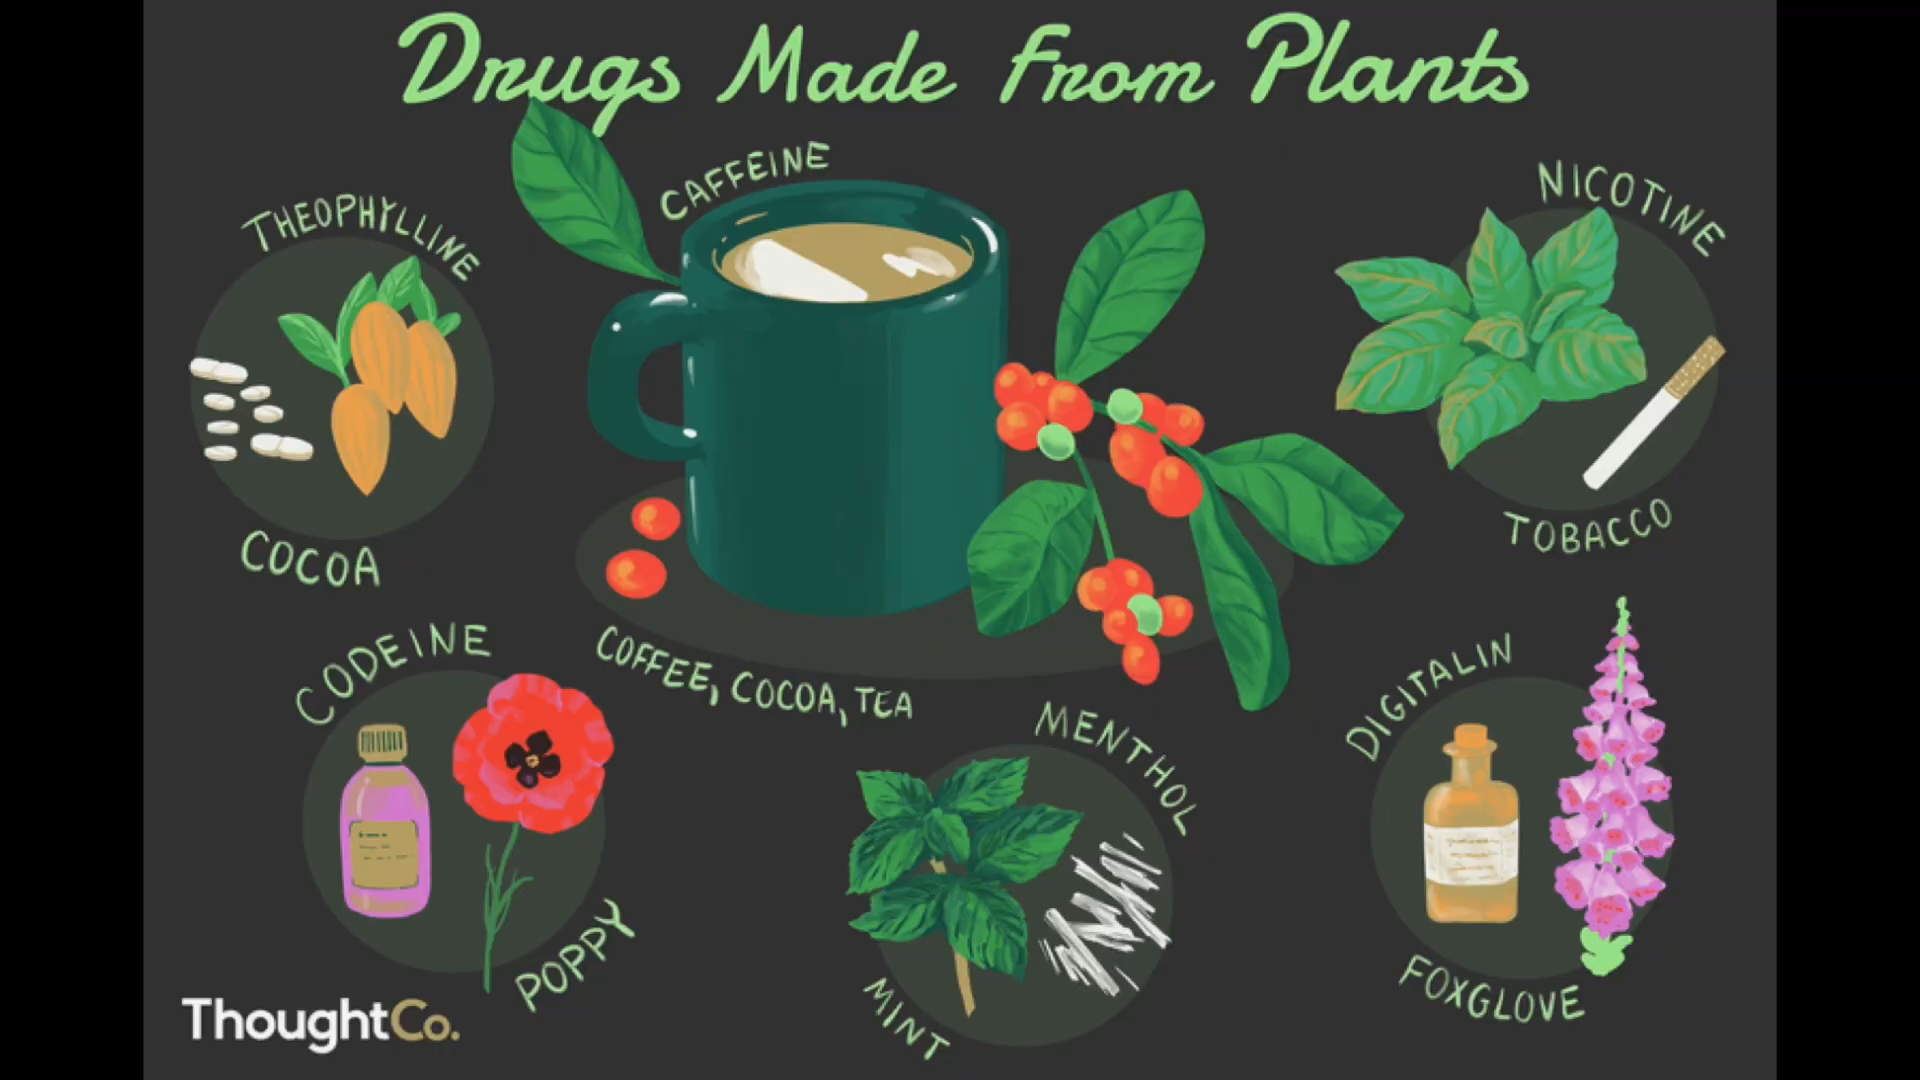 Drugs Made From Plants
CAFFEINE
NICOTINE
THEOPHYLLINE
TOBACCO
COCOA
CODEINE
COFFEE, COCOA, TEA
DIGITALIN
MENTHOL
POPPY
FOXGLOVE
MINT
ThoughtCo.